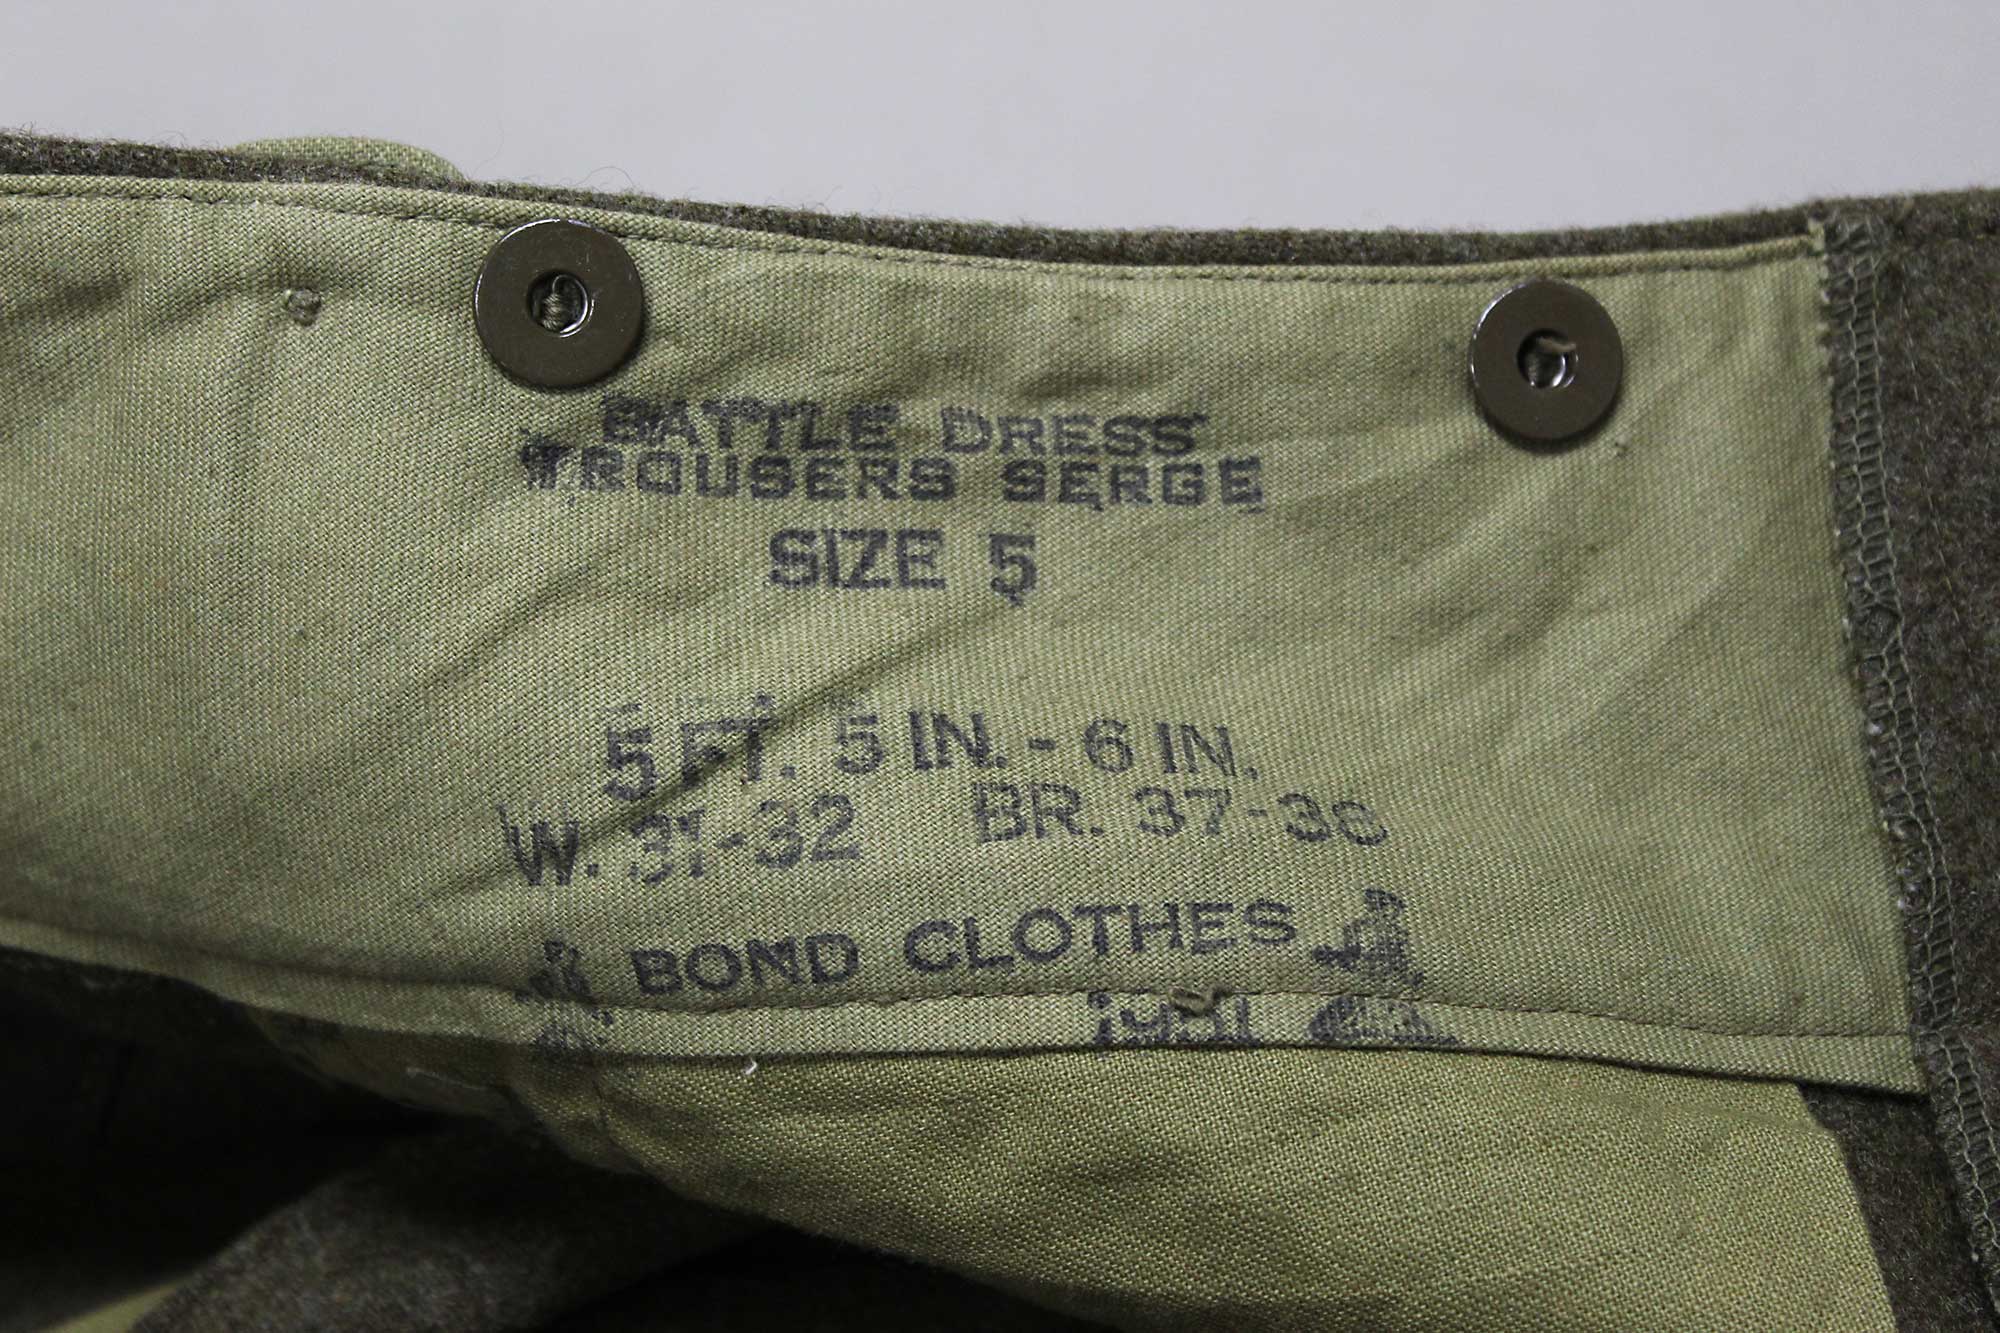 BATTLE DRESS
TROUSERS SERGE
SIZE 5
5 FT. 5 IN. - 6 IN.
W. 31-32 BR. 37-38
BOND CLOTHES